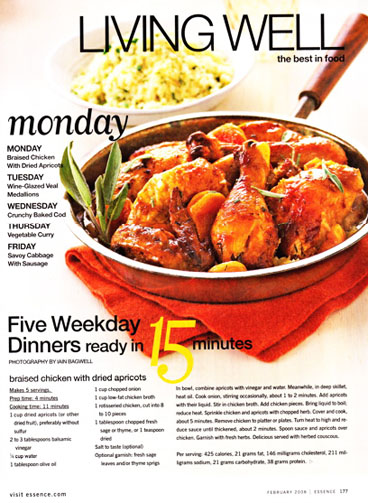 LIVING WELL
the best in food
monday
MONDAY
Braised Chicken
With Dried Apricots
TUESDAY
Wine-Glazed Veal
Medallions
WEDNESDAY
Crunchy Baked Cod
THURSDAY
Vegetable Curry
FRIDAY
Savoy Cabbage
With Sausage
Five Weekday
Dinners ready in 15 minutes
PHOTOGRAPHY BY IAIN BAGWELL
braised chicken with dried apricots
Makes 5 servings.
Prep time: 4 minutes
Cooking time: 11 minutes
1 cup dried apricots (or other
dried fruit), preferably without
sulfur
2 to 3 tablespoons balsamic
vinegar
¼ cup water
1 tablespoon olive oil
1 cup chopped onion
1 cup low-fat chicken broth
1 rotisseried chicken, cut into 8
to 10 pieces
1 tablespoon chopped fresh
sage or thyme, or 1 teaspoon
dried
Salt to taste (optional)
Optional garnish: fresh sage
leaves and/or thyme sprigs
In bowl, combine apricots with vinegar and water. Meanwhile, in deep skillet,
heat oil. Cook onion, stirring occasionally, about 1 to 2 minutes. Add apricots
with their liquid. Stir in chicken broth. Add chicken pieces. Bring liquid to boil;
reduce heat. Sprinkle chicken and apricots with chopped herb. Cover and cook,
about 5 minutes. Remove chicken to platter or plates. Turn heat to high and re-
duce sauce until thickened, about 2 minutes. Spoon sauce and apricots over
chicken. Garnish with fresh herbs. Delicious served with herbed couscous.
Per serving: 425 calories, 21 grams fat, 146 milligrams cholesterol, 211 mil-
ligrams sodium, 21 grams carbohydrate, 38 grams protein.
visit essence.com
FEBRUARY ESSENCE 177